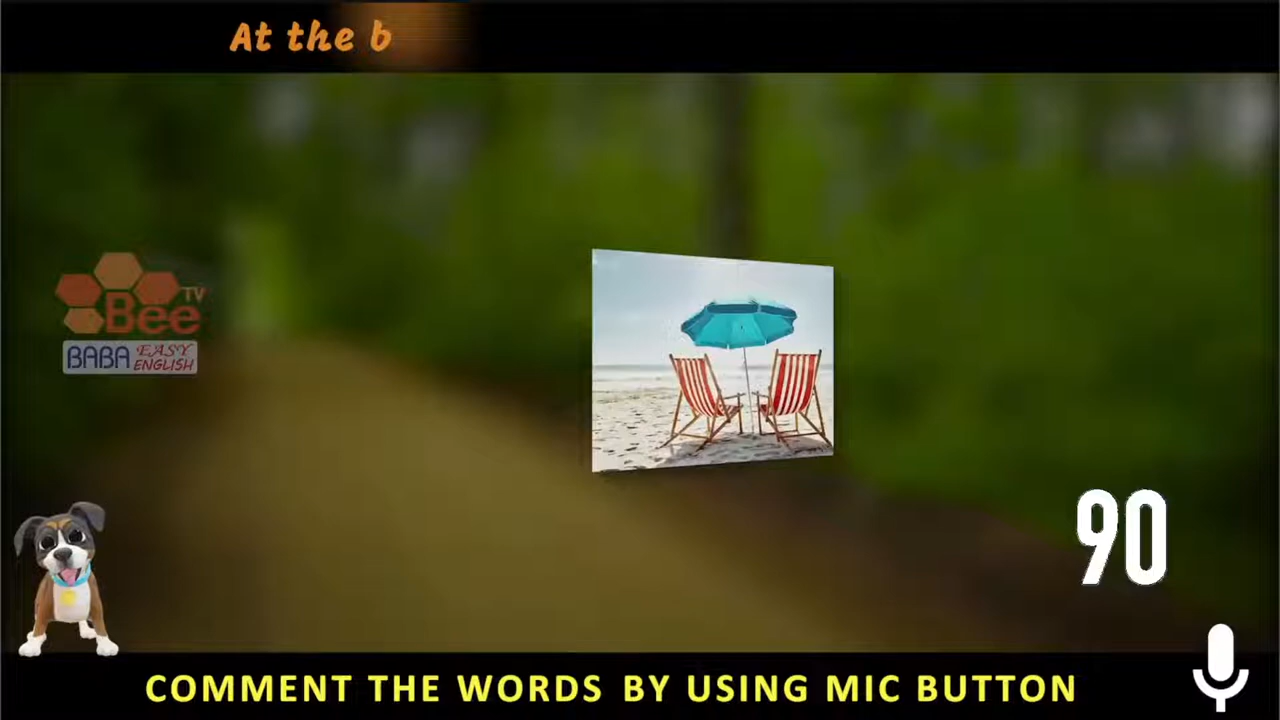 At the b
Bee TV
BABA EASY ENGLISH
90
COMMENT THE WORDS BY USING MIC BUTTON